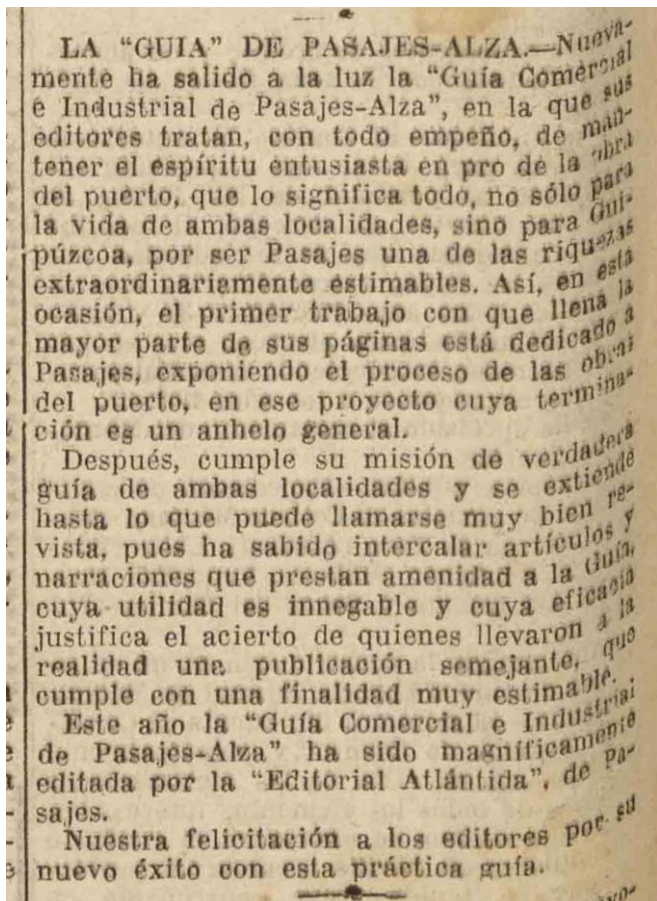 LA "GUIA" DE PASAJES-ALZA.—Nueva-
mente ha salido a la luz la "Guía Comercial
e Industrial de Pasajes-Alza", en la que sus
editores tratan, con todo empeño, de man-
tener el espíritu entusiasta en pro de la obra
del puerto, que lo significa todo, no sólo para
la vida de ambas localidades, sino para Gui-
púzcoa, por ser Pasajes una de las riquezas
extraordinariamente estimables. Así, en esta
ocasión, el primer trabajo con que llena la
mayor parte de sus páginas está dedicado a
Pasajes, exponiendo el proceso de las obras
del puerto, en ese proyecto cuya termina-
ción es un anhelo general.
Después, cumple su misión de verdadera
guía de ambas localidades y se extiende
hasta lo que puede llamarse muy bien re-
vista, pues ha sabido intercalar artículos y
narraciones que prestan amenidad a la Guía,
cuya utilidad es innegable y cuya eficacia
justifica el acierto de quienes llevaron a la
realidad una publicación semejante, que
cumple con una finalidad muy estimable.
Este año la "Guía Comercial e Industrial
de Pasajes-Alza" ha sido magníficamente
editada por la "Editorial Atlántida", de Pa-
sajes.
Nuestra felicitación a los editores por su
nuevo éxito con esta práctica guía.